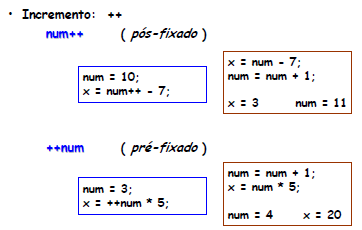 • Incremento: ++
num++ ( pós-fixado )
num = 10;
x = num++ - 7;
x = num - 7;
num = num + 1;
x = 3 num = 11
++num ( pré-fixado )
num = 3;
x = ++num * 5;
num = num + 1;
x = num * 5;
num = 4 x = 20